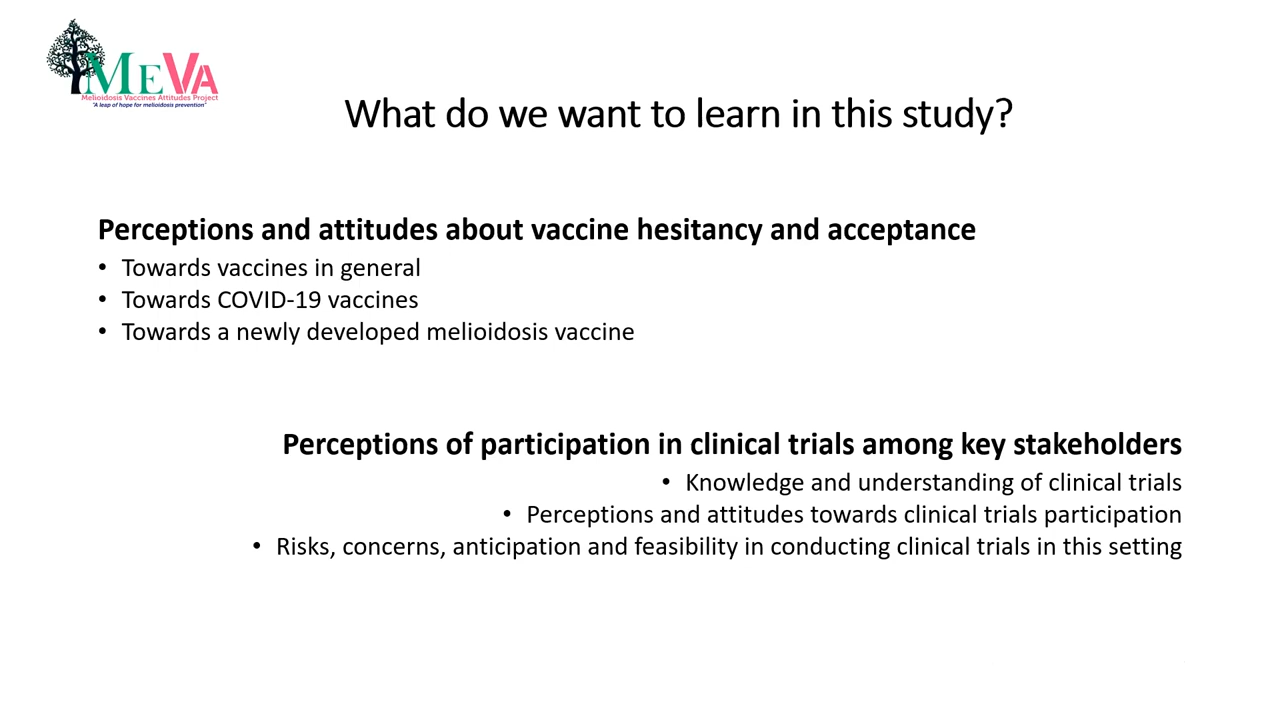 MEVA
Melioidosis Vaccines Attitudes Project
"A leap of hope for melioidosis prevention"
What do we want to learn in this study?
Perceptions and attitudes about vaccine hesitancy and acceptance
• Towards vaccines in general
• Towards COVID-19 vaccines
• Towards a newly developed melioidosis vaccine
Perceptions of participation in clinical trials among key stakeholders
• Knowledge and understanding of clinical trials
• Perceptions and attitudes towards clinical trials participation
• Risks, concerns, anticipation and feasibility in conducting clinical trials in this setting